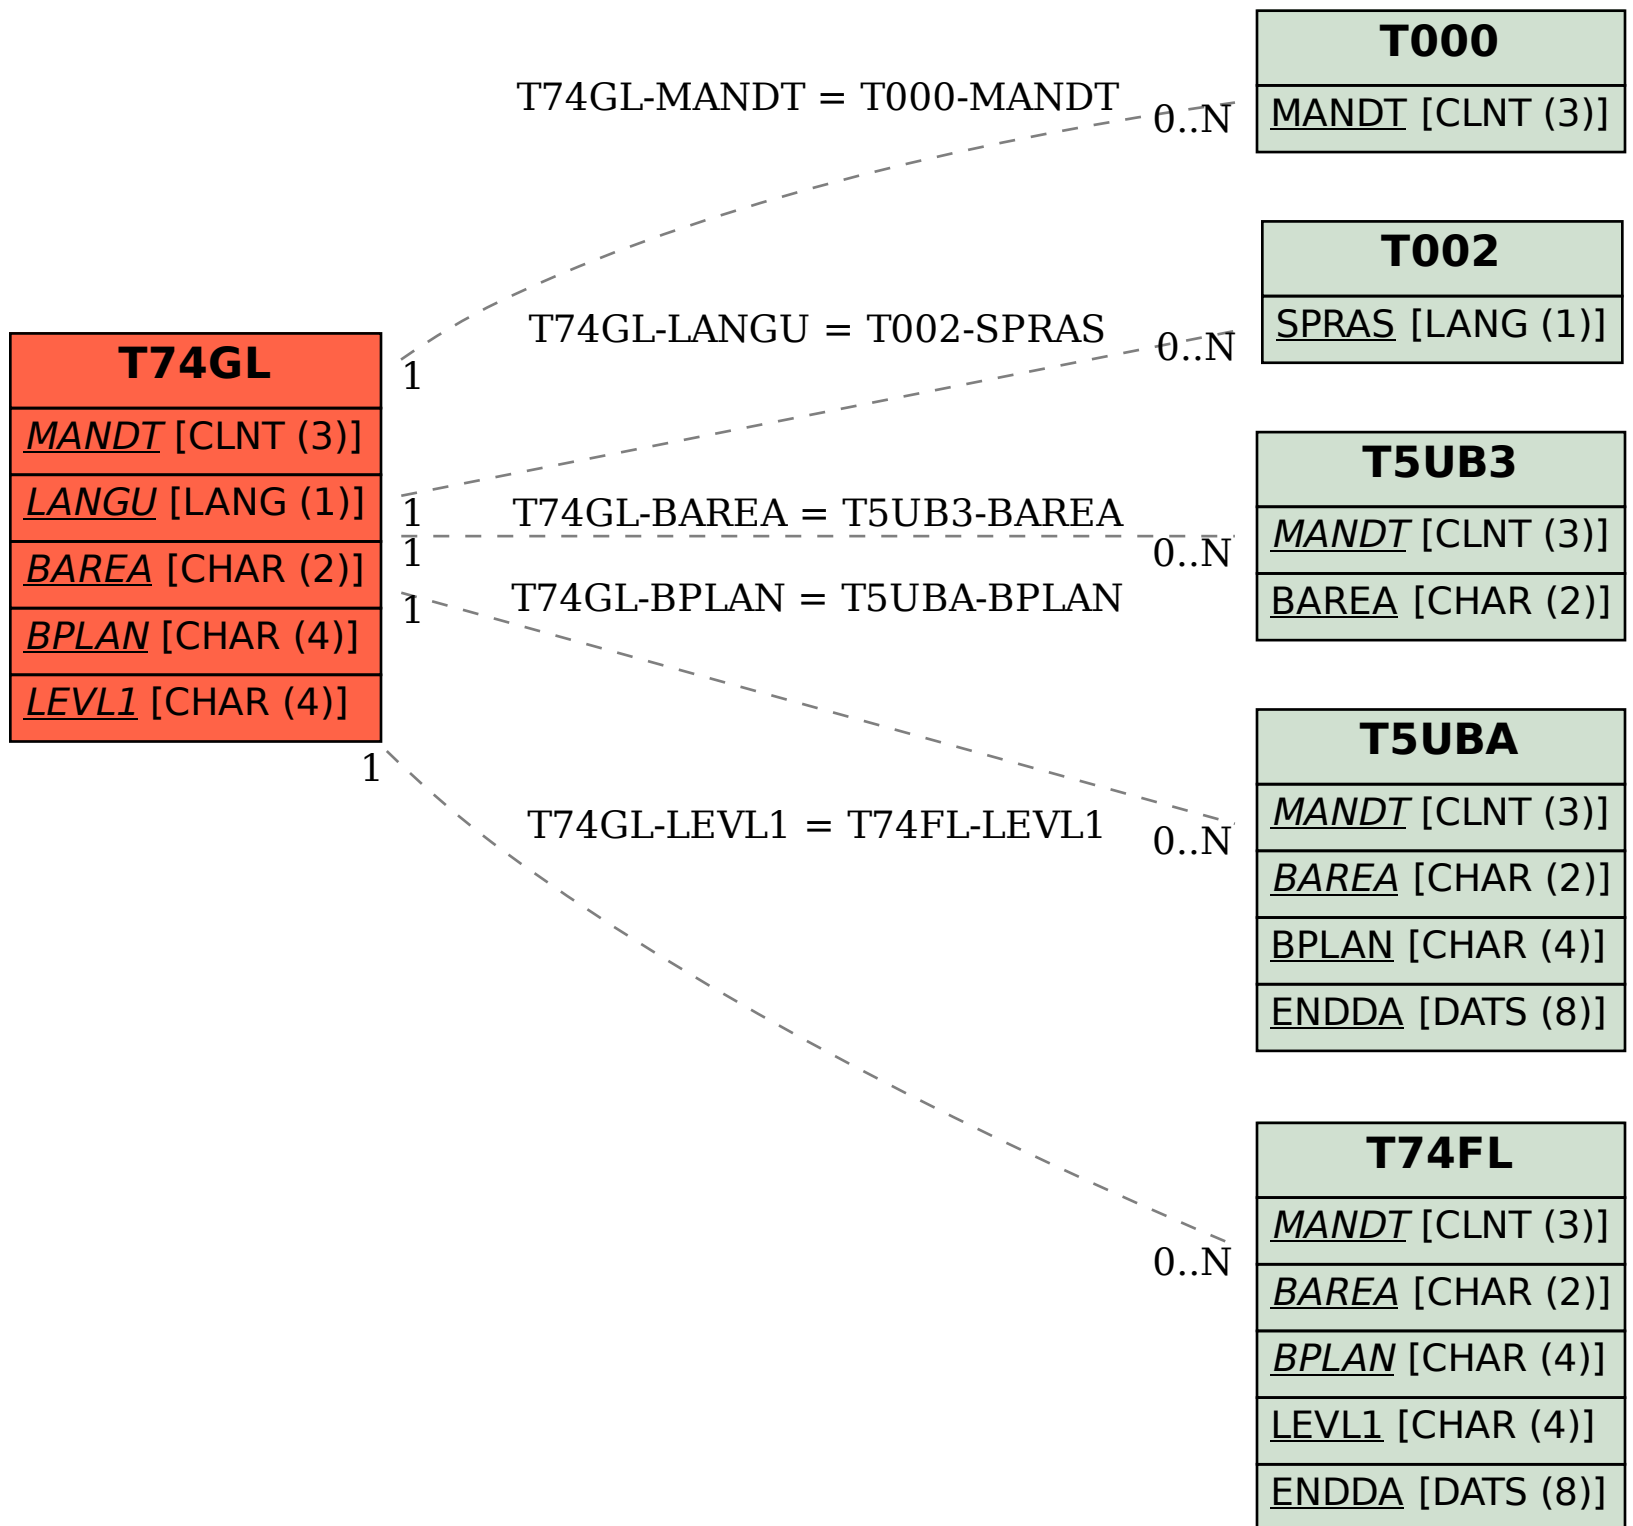 T000
MANDT [CLNT (3)]
T74GL-MANDT = T000-MANDT
0..N
1
T002
SPRAS [LANG (1)]
T74GL-LANGU = T002-SPRAS
0..N
1
T74GL
MANDT [CLNT (3)]
LANGU [LANG (1)]
BAREA [CHAR (2)]
BPLAN [CHAR (4)]
LEVL1 [CHAR (4)]
T74GL-BAREA = T5UB3-BAREA
1
0..N
T5UB3
MANDT [CLNT (3)]
BAREA [CHAR (2)]
T74GL-BPLAN = T5UBA-BPLAN
1
0..N
T5UBA
MANDT [CLNT (3)]
BAREA [CHAR (2)]
BPLAN [CHAR (4)]
ENDDA [DATS (8)]
1
T74GL-LEVL1 = T74FL-LEVL1
0..N
T74FL
MANDT [CLNT (3)]
BAREA [CHAR (2)]
BPLAN [CHAR (4)]
LEVL1 [CHAR (4)]
ENDDA [DATS (8)]